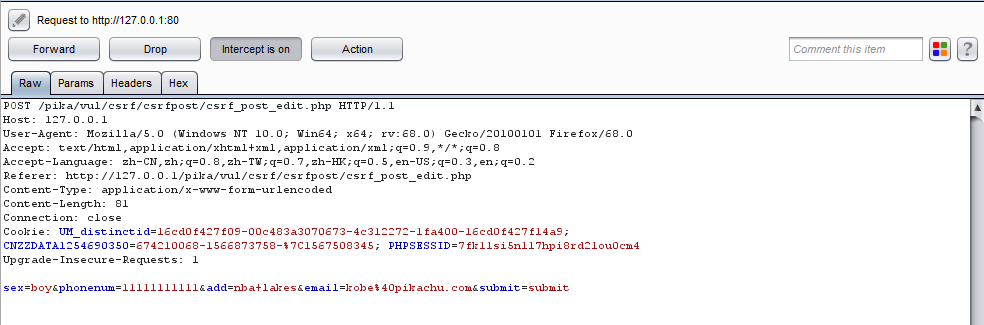 Request to http://127.0.0.1:80
Forward Drop Intercept is on Action Comment this item ?
Raw Params Headers Hex
POST /pika/vul/csrf/csrfpost/csrf_post_edit.php HTTP/1.1
Host: 127.0.0.1
User-Agent: Mozilla/5.0 (Windows NT 10.0; Win64; x64; rv:68.0) Gecko/20100101 Firefox/68.0
Accept: text/html,application/xhtml+xml,application/xml;q=0.9,*/*;q=0.8
Accept-Language: zh-CN,zh;q=0.8,zh-TW;q=0.7,zh-HK;q=0.5,en-US;q=0.3,en;q=0.2
Referer: http://127.0.0.1/pika/vul/csrf/csrfpost/csrf_post_edit.php
Content-Type: application/x-www-form-urlencoded
Content-Length: 81
Connection: close
Cookie: UM_distinctid=16cd0f427f09-00c483a3070673-4c312272-1fa400-16cd0f427f14a9;
CNZZDATA1254690350=674210068-1566873758-%7C1567508345; PHPSESSID=7fk11si5nl17hpi8rd21ou0cm4
Upgrade-Insecure-Requests: 1
sex=boy&phonenum=11111111111&add=nba+lakes&email=kobe%40pikachu.com&submit=submit